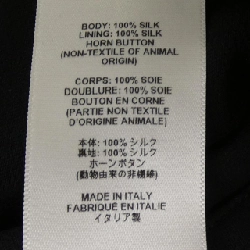 BODY: 100% SILK
LINING: 100% SILK
HORN BUTTON
(NON-TEXTILE OF ANIMAL
ORIGIN)
CORPS: 100% SOIE
DOUBLURE: 100% SOIE
BOUTON EN CORNE
(PARTIE NON TEXTILE
D'ORIGINE ANIMALE)
本体: 100% シルク
裏地: 100% シルク
ホーンボタン
(動物由来の非繊維)
MADE IN ITALY
FABRIQUÉ EN ITALIE
イタリア製